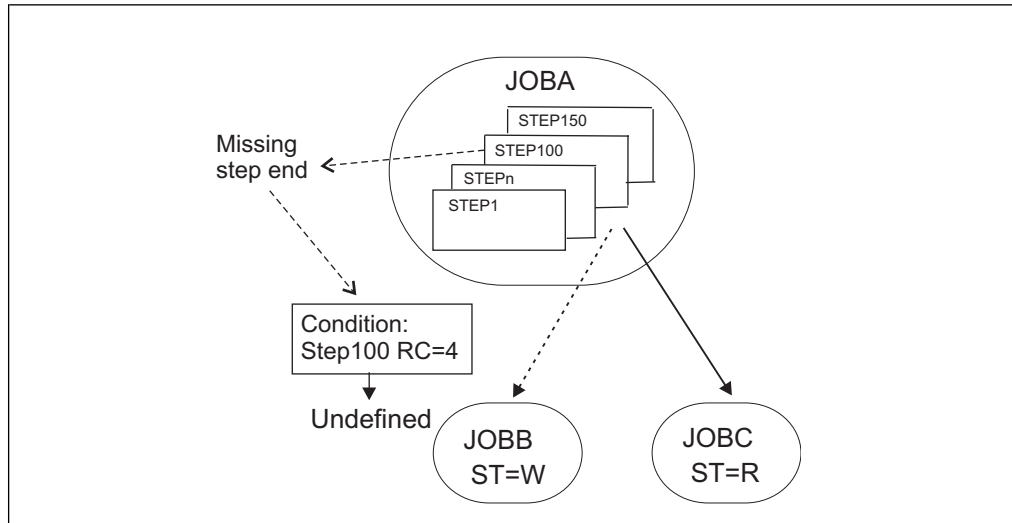 JOBA
STEP150
STEP100
STEPn
STEP1
Missing
step end
Condition:
Step100 RC=4
Undefined
JOBB
ST=W
JOBC
ST=R